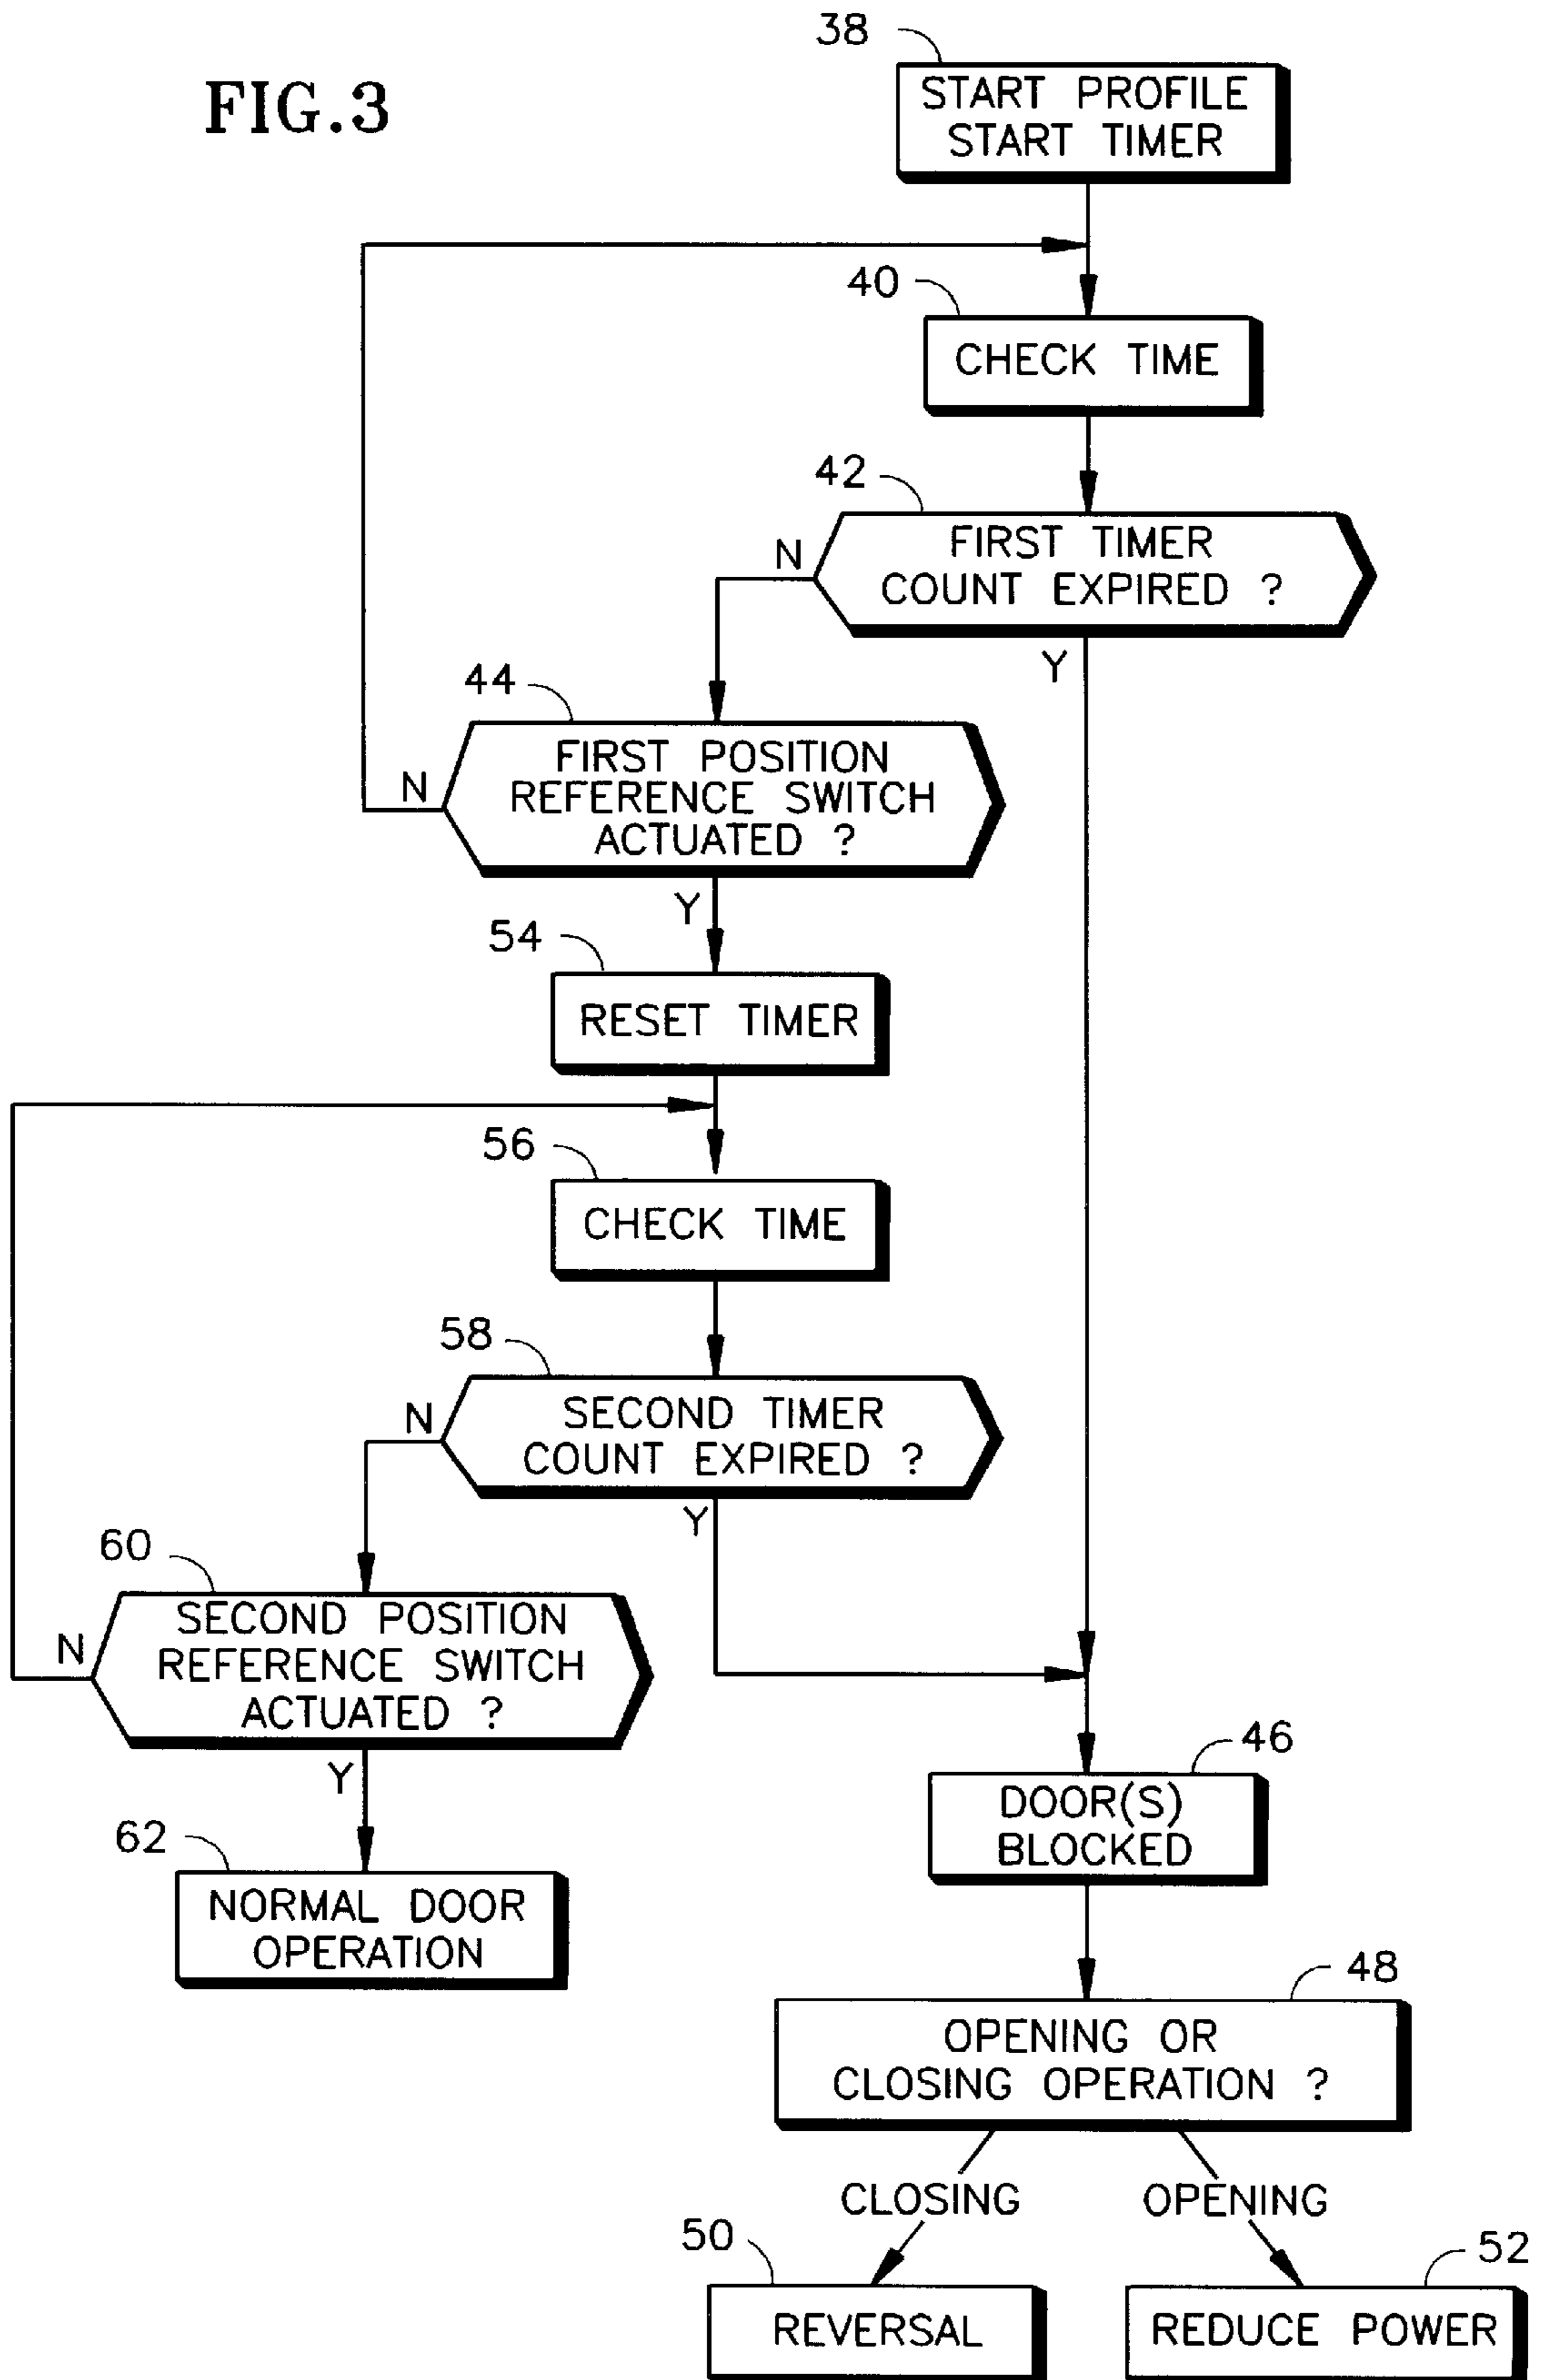 FIG.3
38
START PROFILE
START TIMER
40
CHECK TIME
42
FIRST TIMER
COUNT EXPIRED ?
N
Y
44
FIRST POSITION
REFERENCE SWITCH
ACTUATED ?
N
Y
54
RESET TIMER
56
CHECK TIME
58
SECOND TIMER
COUNT EXPIRED ?
N
Y
60
SECOND POSITION
REFERENCE SWITCH
ACTUATED ?
N
Y
62
NORMAL DOOR
OPERATION
46
DOOR(S)
BLOCKED
48
OPENING OR
CLOSING OPERATION ?
CLOSING
OPENING
50
REVERSAL
52
REDUCE POWER